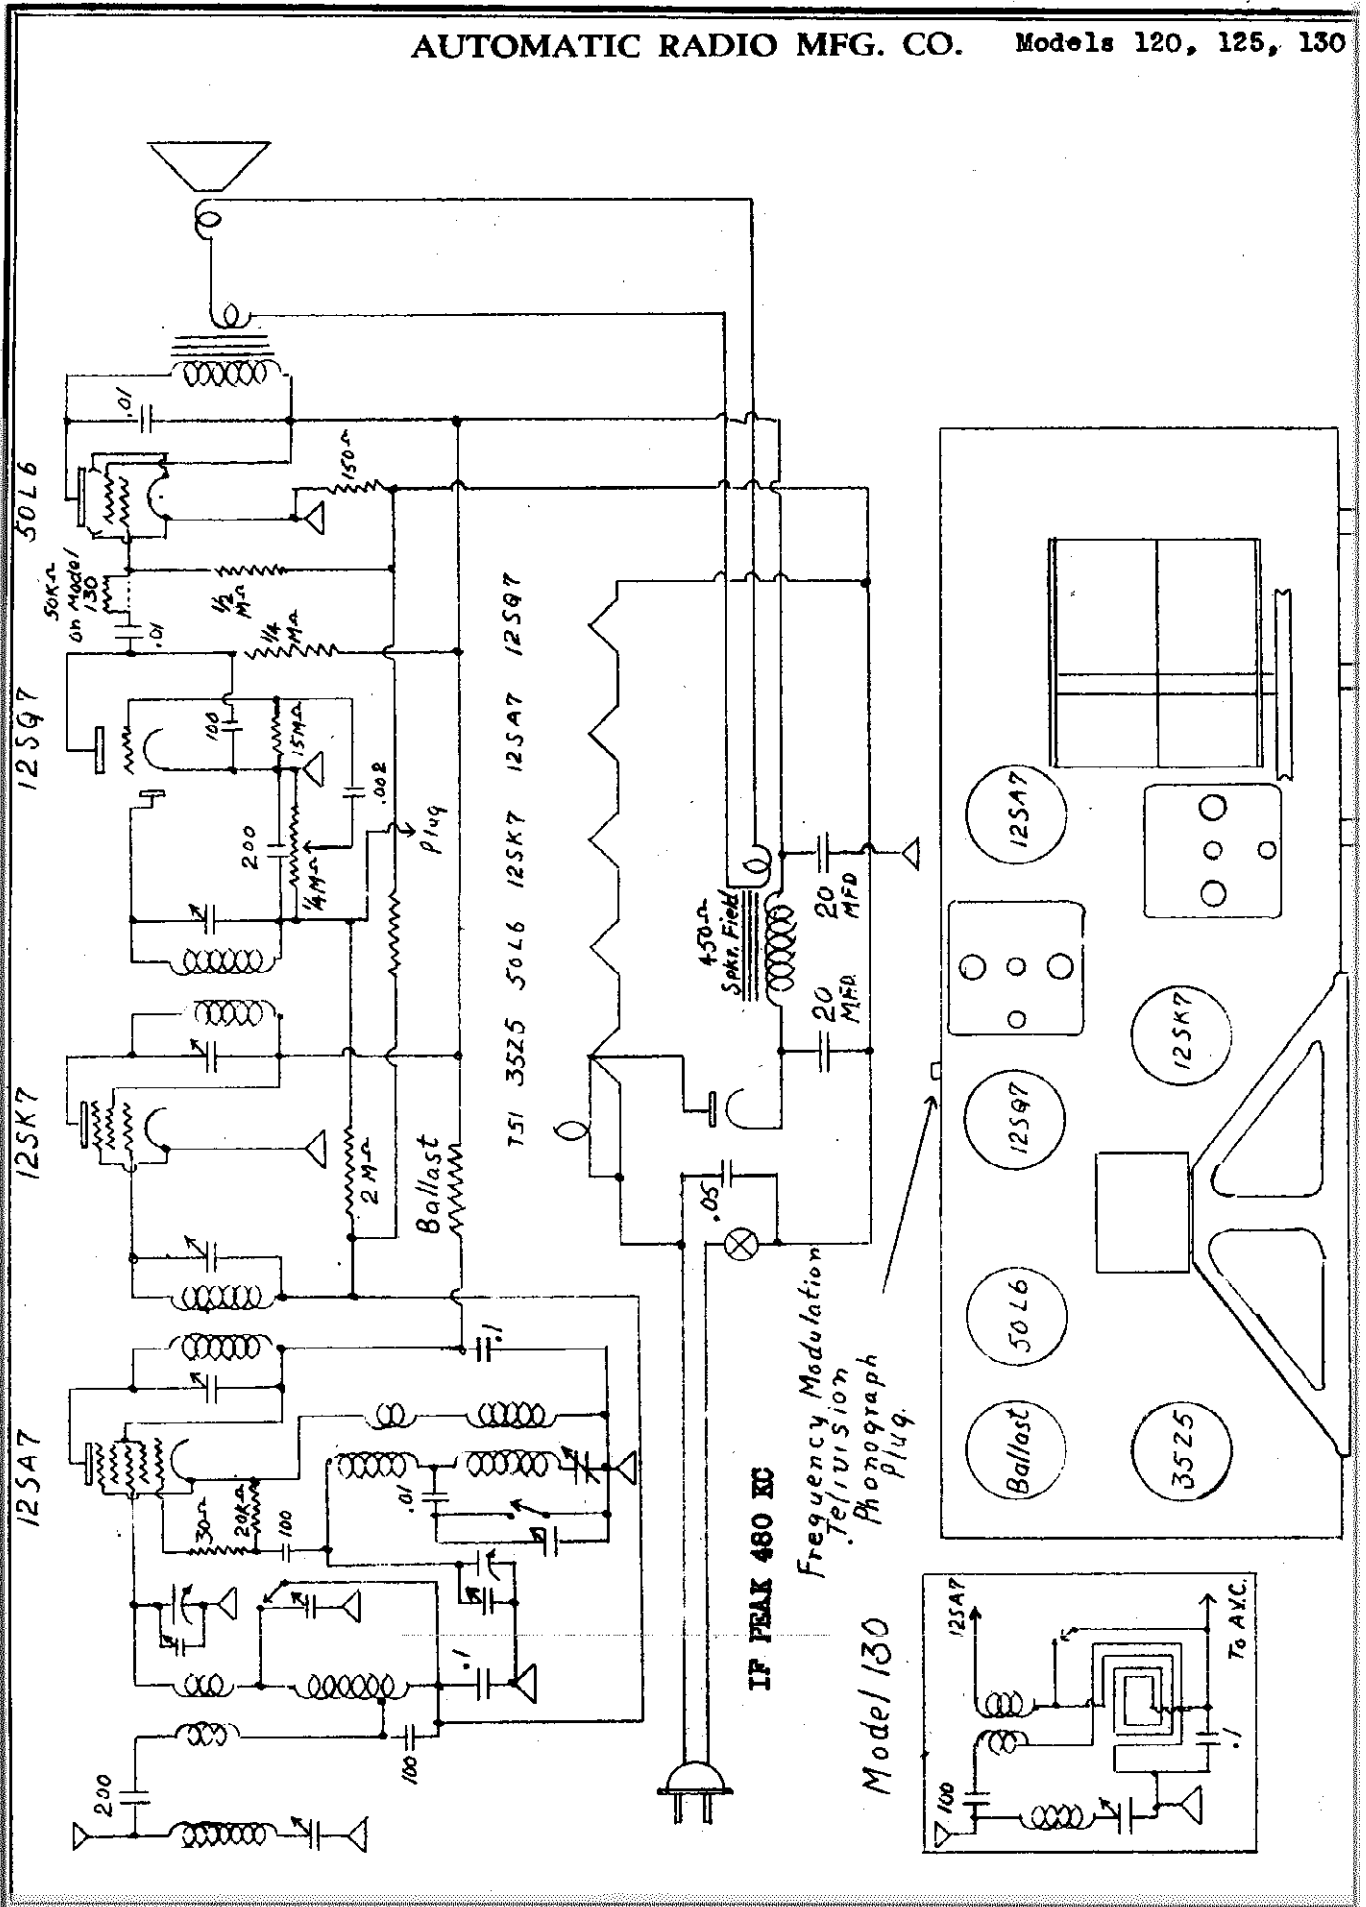 AUTOMATIC RADIO MFG. CO. Models 120, 125, 130
12SA7
12SK7
12SQ7
50L6
200
100
.1
30Ω
20KΩ
100
.01
.1
Ballast
2 MΩ
200
1/4 MΩ
Plug
.002
100
15MΩ
.01
50KΩ
on Model
130
1/2
MΩ
1/4
MΩ
150Ω
.01
T51 35Z5 50L6 12SK7 12SA7 12SQ7
.05
450Ω
Spkr. Field
20
MFD.
20
MFD
IF PEAK 480 KC
Frequency Modulation
Telivision
Phonograph
Plug.
Model 130
100
12SA7
.1
To A.V.C.
Ballast
50L6
12SQ7
12SA7
35Z5
12SK7